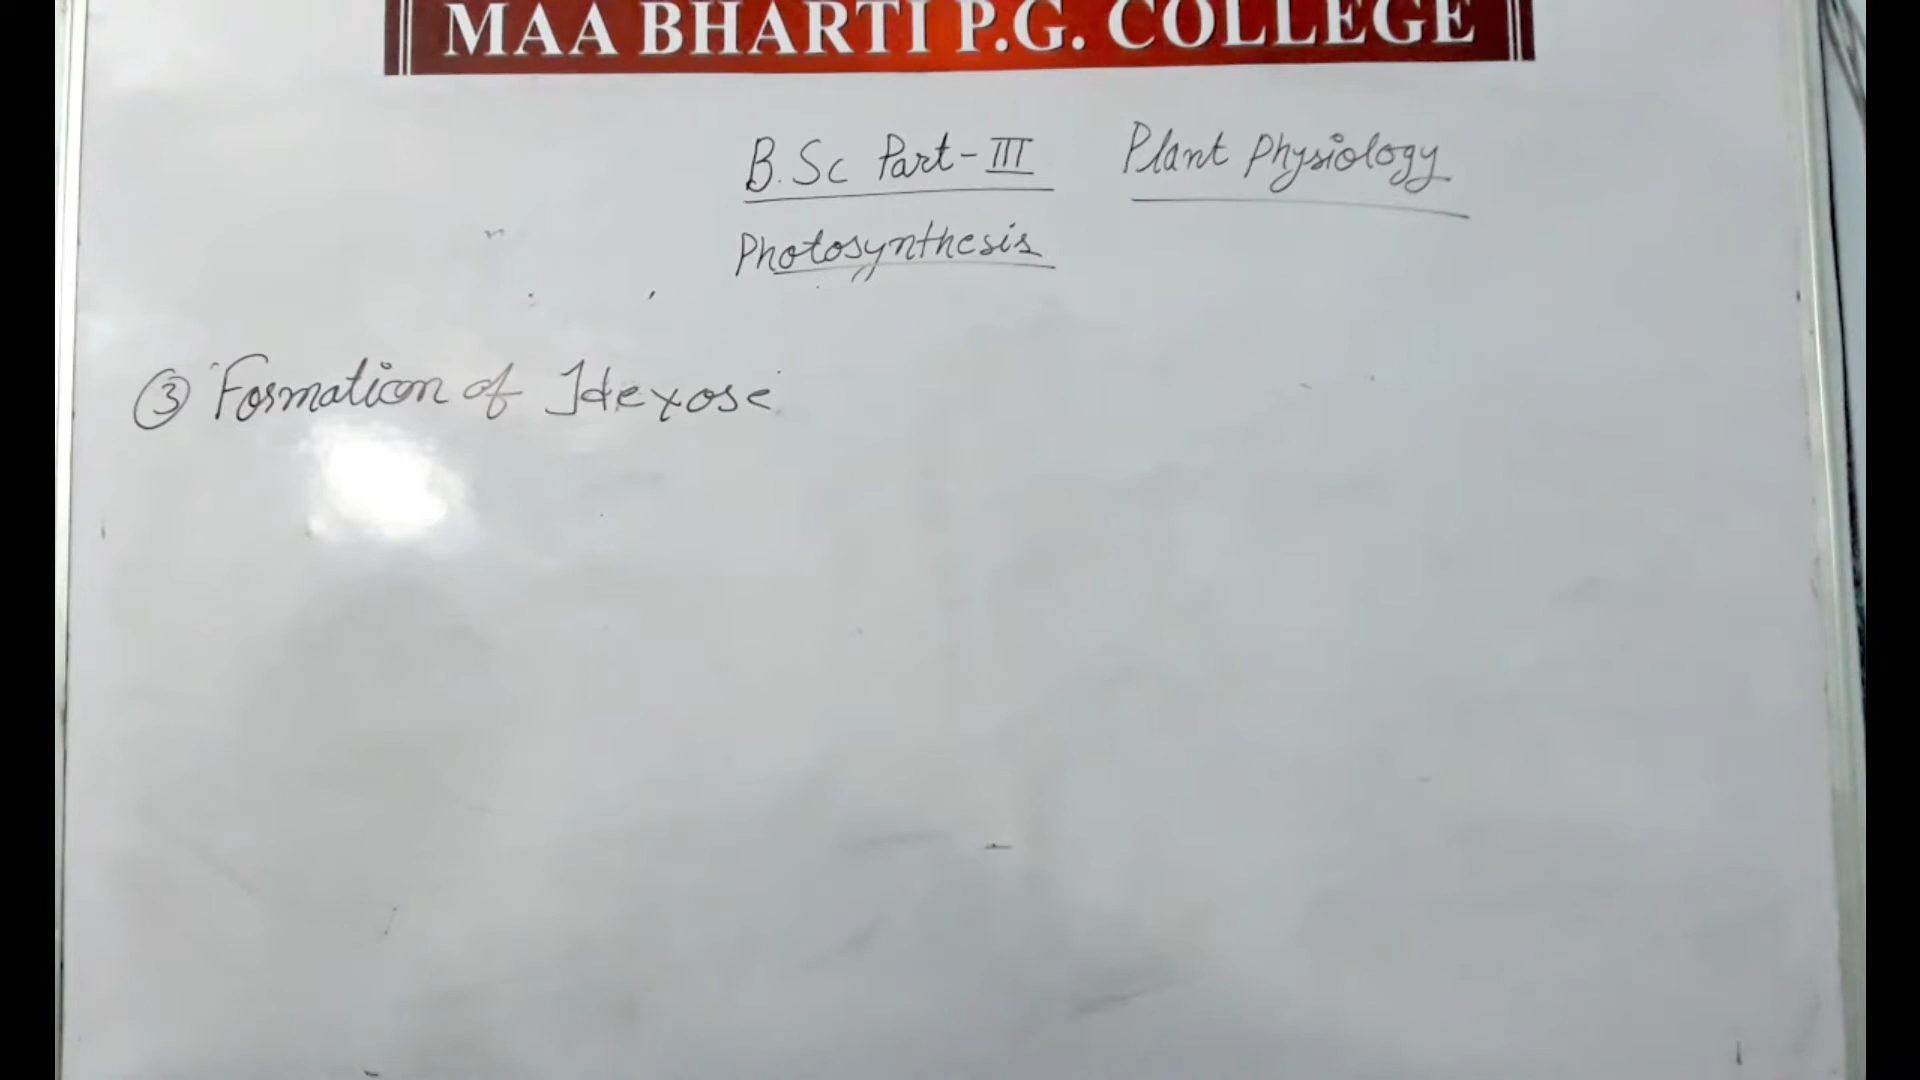 MAA BHARTI P.G. COLLEGE
B.Sc Part-III Plant Physiology
Photosynthesis
③ Formation of Hexose